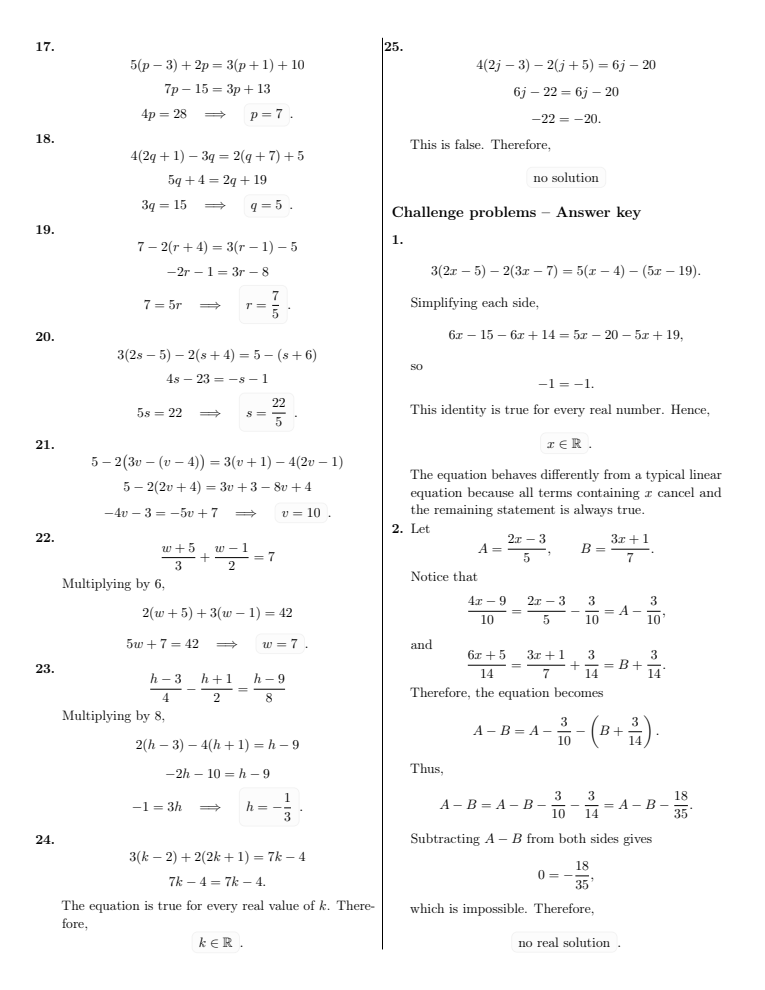 17.
5(p − 3) + 2p = 3(p + 1) + 10
7p − 15 = 3p + 13
4p = 28 ⟹ p = 7 .
18.
4(2q + 1) − 3q = 2(q + 7) + 5
5q + 4 = 2q + 19
3q = 15 ⟹ q = 5 .
19.
7 − 2(r + 4) = 3(r − 1) − 5
−2r − 1 = 3r − 8
7 = 5r ⟹ r = 7/5 .
20.
3(2s − 5) − 2(s + 4) = 5 − (s + 6)
4s − 23 = −s − 1
5s = 22 ⟹ s = 22/5 .
21.
5 − 2(3v − (v − 4)) = 3(v + 1) − 4(2v − 1)
5 − 2(2v + 4) = 3v + 3 − 8v + 4
−4v − 3 = −5v + 7 ⟹ v = 10 .
22.
(w + 5)/3 + (w − 1)/2 = 7
Multiplying by 6,
2(w + 5) + 3(w − 1) = 42
5w + 7 = 42 ⟹ w = 7 .
23.
(h − 3)/4 − (h + 1)/2 = (h − 9)/8
Multiplying by 8,
2(h − 3) − 4(h + 1) = h − 9
−2h − 10 = h − 9
−1 = 3h ⟹ h = −1/3 .
24.
3(k − 2) + 2(2k + 1) = 7k − 4
7k − 4 = 7k − 4.
The equation is true for every real value of k. There-
fore,
k ∈ ℝ .
25.
4(2j − 3) − 2(j + 5) = 6j − 20
6j − 22 = 6j − 20
−22 = −20.
This is false. Therefore,
no solution
Challenge problems – Answer key
1.
3(2x − 5) − 2(3x − 7) = 5(x − 4) − (5x − 19).
Simplifying each side,
6x − 15 − 6x + 14 = 5x − 20 − 5x + 19,
so
−1 = −1.
This identity is true for every real number. Hence,
x ∈ ℝ .
The equation behaves differently from a typical linear
equation because all terms containing x cancel and
the remaining statement is always true.
2. Let
A = (2x − 3)/5, B = (3x + 1)/7.
Notice that
(4x − 9)/10 = (2x − 3)/5 − 3/10 = A − 3/10,
and
(6x + 5)/14 = (3x + 1)/7 + 3/14 = B + 3/14.
Therefore, the equation becomes
A − B = A − 3/10 − (B + 3/14).
Thus,
A − B = A − B − 3/10 − 3/14 = A − B − 18/35.
Subtracting A − B from both sides gives
0 = −18/35,
which is impossible. Therefore,
no real solution .